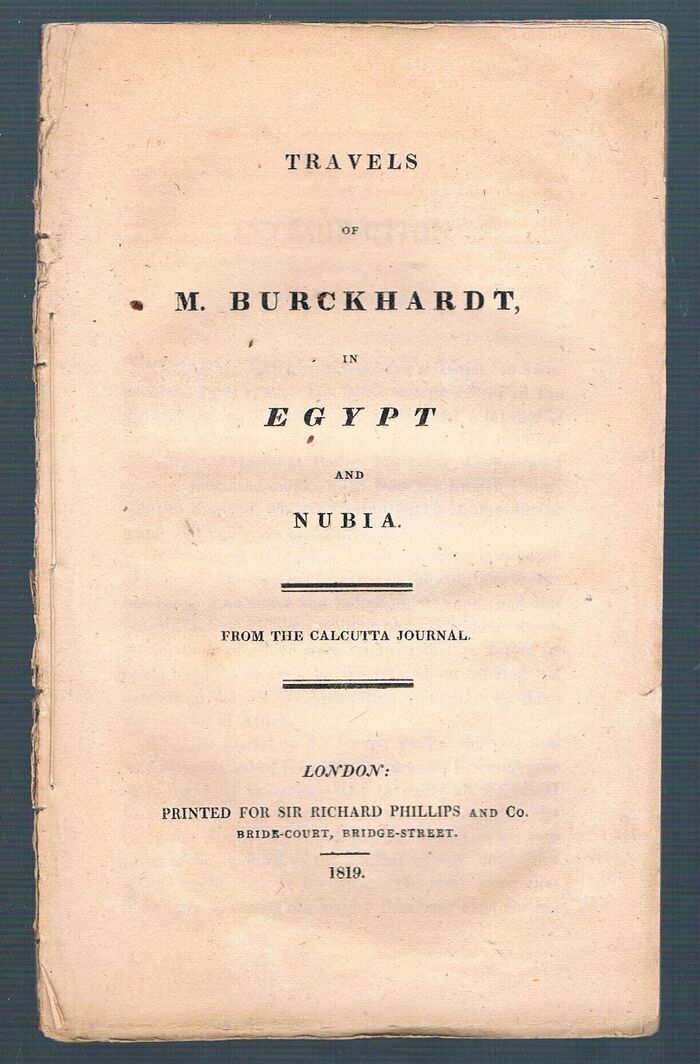 TRAVELS
OF
M. BURCKHARDT,
IN
EGYPT
AND
NUBIA.
FROM THE CALCUTTA JOURNAL.
LONDON:
PRINTED FOR SIR RICHARD PHILLIPS AND Co.
BRIDE-COURT, BRIDGE-STREET.
1819.